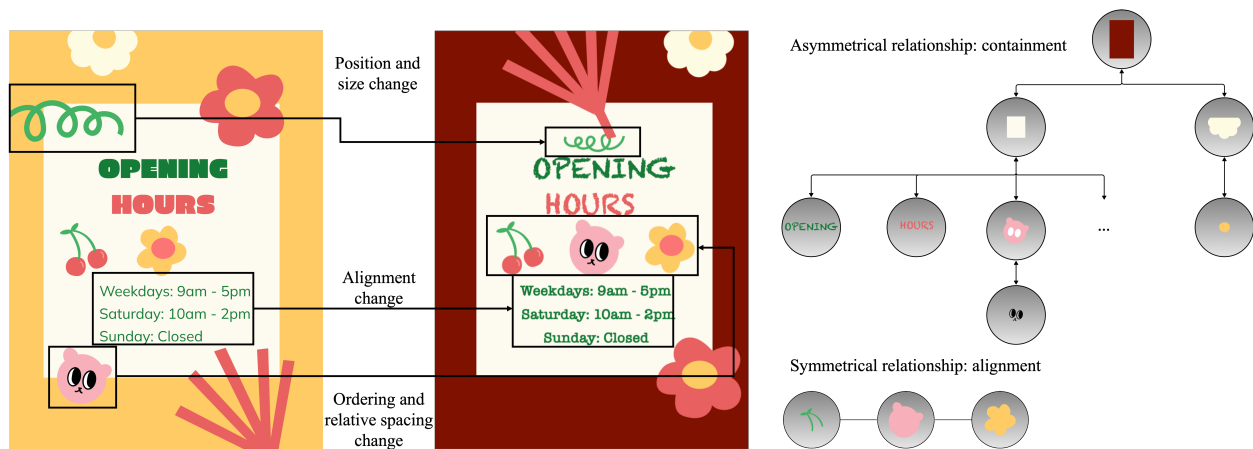 OPENING
HOURS
Weekdays: 9am - 5pm
Saturday: 10am - 2pm
Sunday: Closed
Position and
size change
Alignment
change
Ordering and
relative spacing
change
OPENING
HOURS
Weekdays: 9am - 5pm
Saturday: 10am - 2pm
Sunday: Closed
Asymmetrical relationship: containment
OPENING
HOURS
...
Symmetrical relationship: alignment